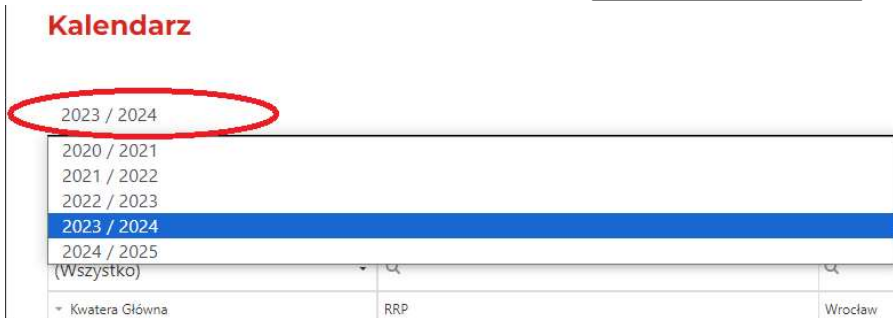 Kalendarz
2023 / 2024
2020 / 2021
2021 / 2022
2022 / 2023
2023 / 2024
2024 / 2025
(Wszystko)
Kwatera Główna RRP Wrocław